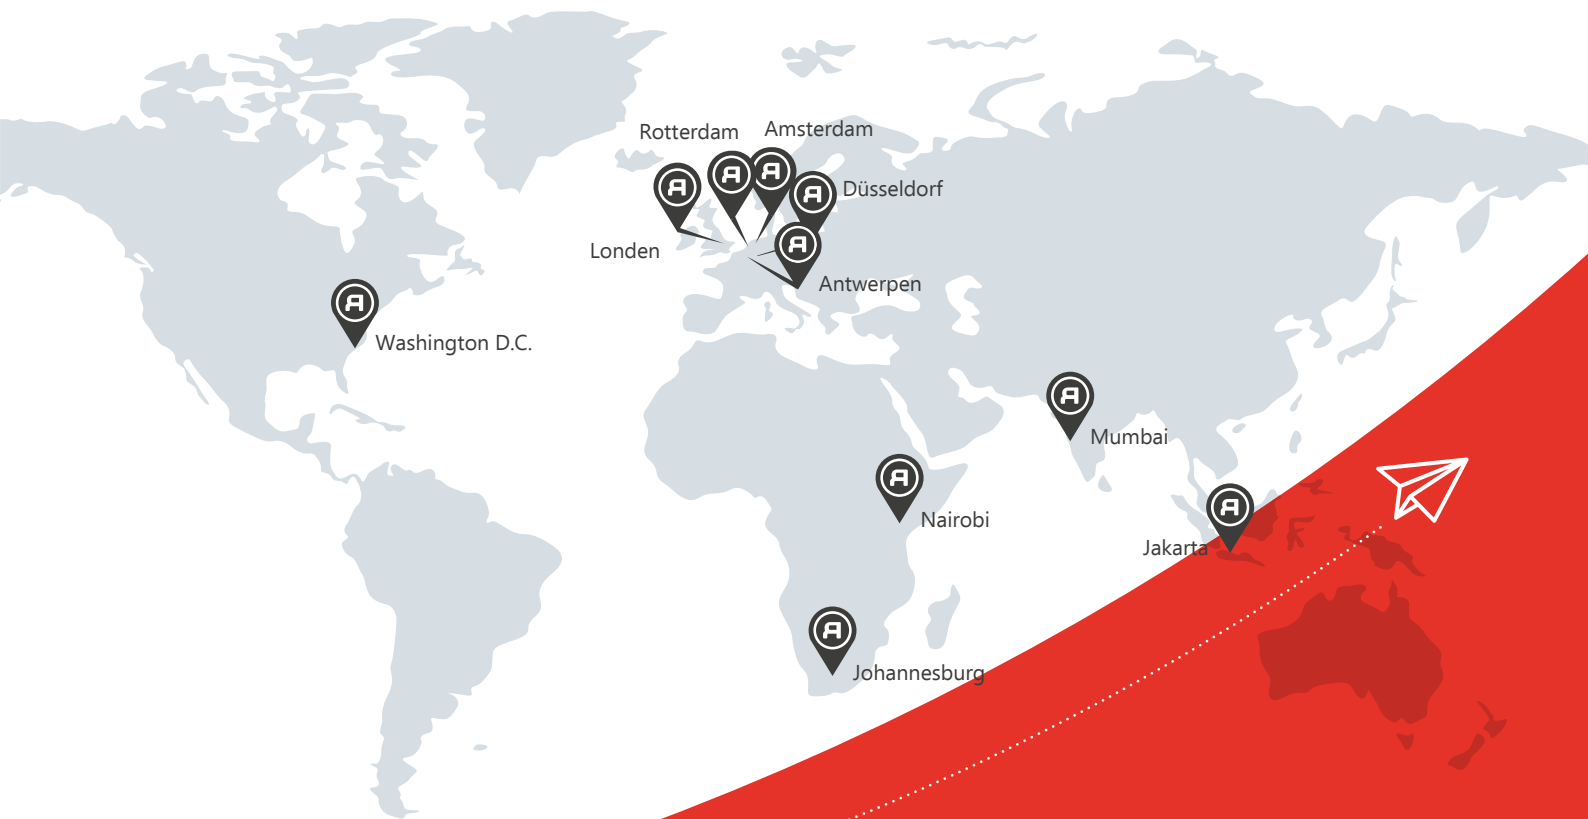 Rotterdam
Amsterdam
Düsseldorf
Londen
Antwerpen
Washington D.C.
Mumbai
Nairobi
Jakarta
Johannesburg